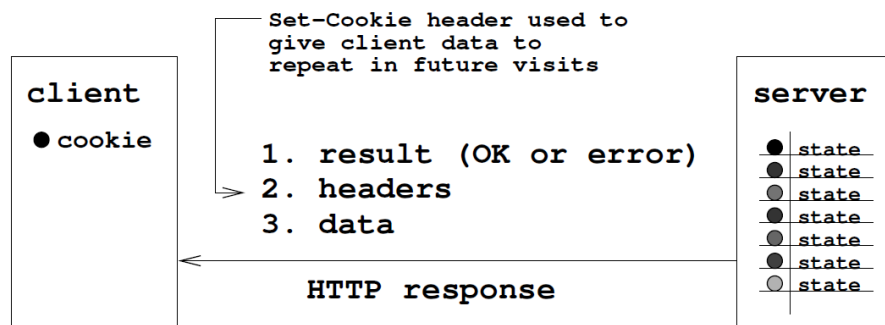 Set-Cookie header used to
give client data to
repeat in future visits
client
cookie
1. result (OK or error)
2. headers
3. data
HTTP response
server
state
state
state
state
state
state
state